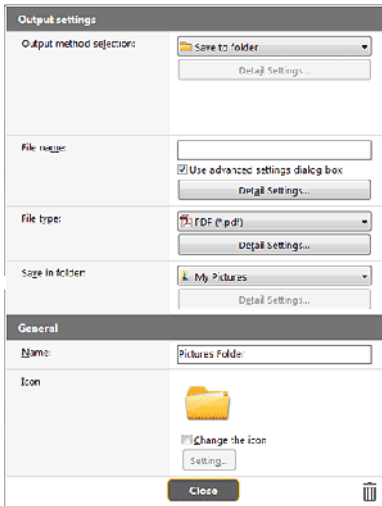 Output settings
Output method selection:
Save to folder
Detail Settings...
File name:
Use advanced settings dialog box
Detail Settings...
File type:
PDF (*.pdf)
Detail Settings...
Save in folder:
My Pictures
Detail Settings...
General
Name:
Pictures Folder
Icon
Change the icon
Setting...
Close